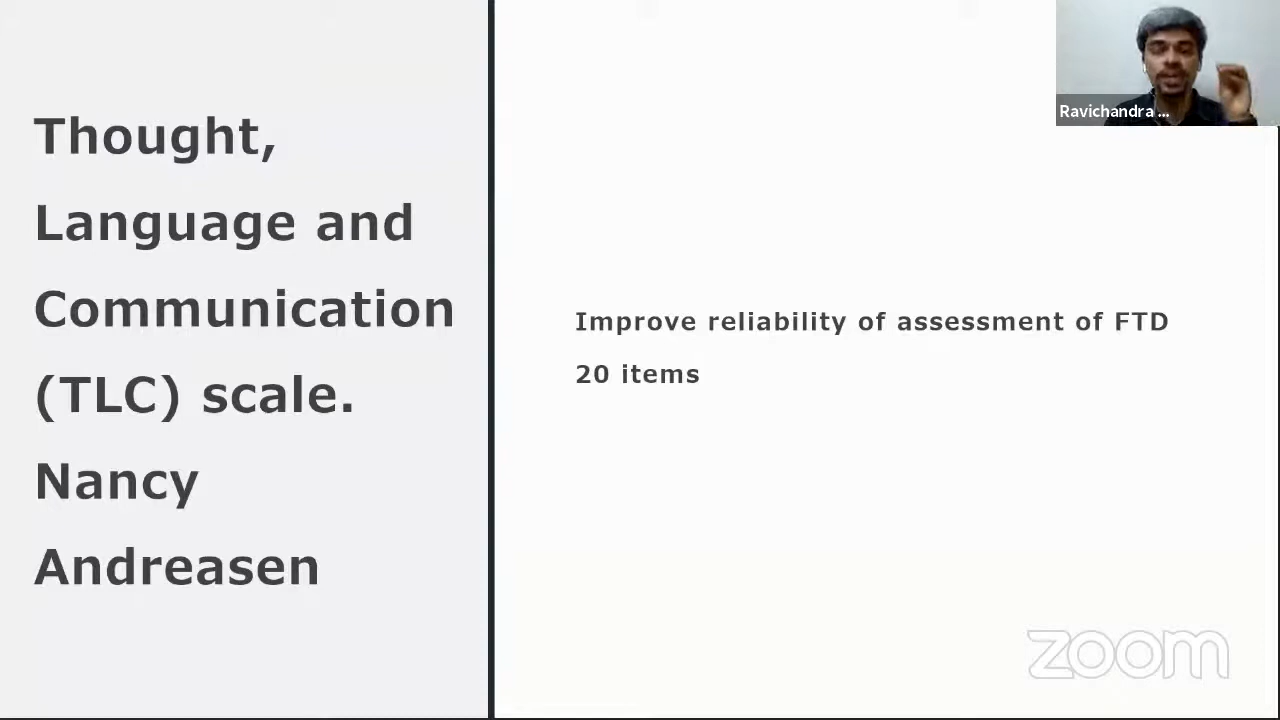 Thought,
Language and
Communication
(TLC) scale.
Nancy
Andreasen
Improve reliability of assessment of FTD
20 items
Ravichandra ...
zoom